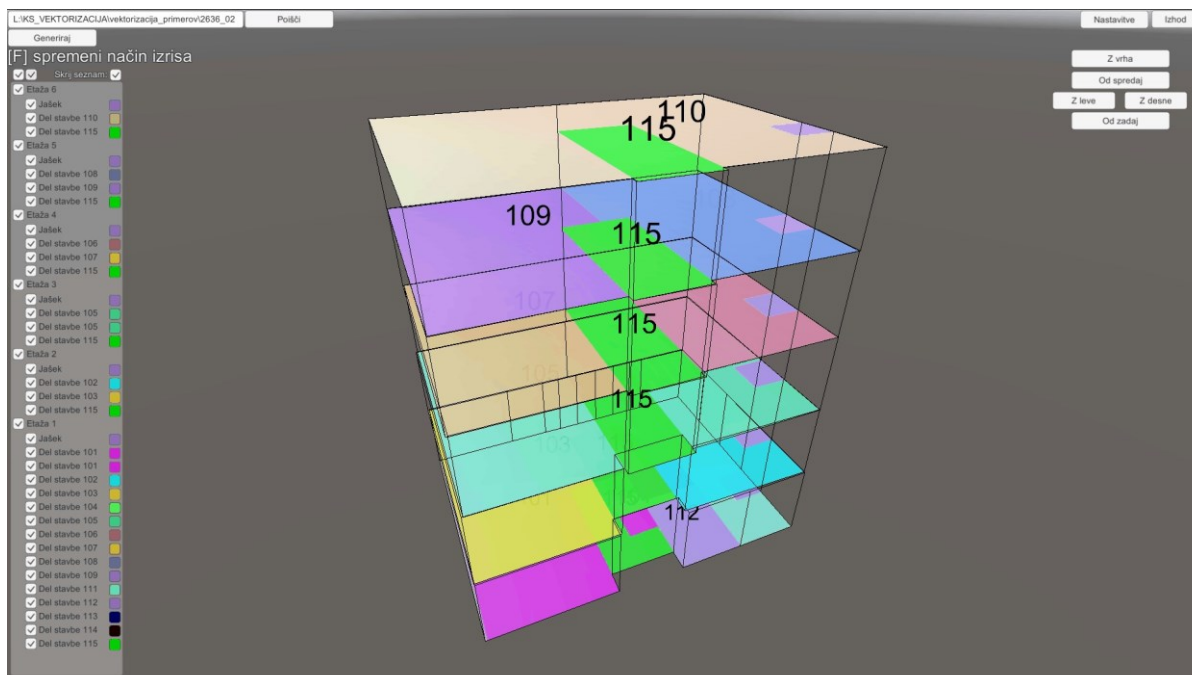 L:\KS_VEKTORIZACIJA\vektorizacija_primerov\2636_02 Poišči Nastavitve Izhod
Generiraj
[F] spremeni način izrisa
Z vrha
Od spredaj
Z leve Z desne
Od zadaj
Skrij seznam:
Etaža 6
Jašek
Del stavbe 110
Del stavbe 115
Etaža 5
Jašek
Del stavbe 108
Del stavbe 109
Del stavbe 115
Etaža 4
Jašek
Del stavbe 106
Del stavbe 107
Del stavbe 115
Etaža 3
Jašek
Del stavbe 105
Del stavbe 105
Del stavbe 115
Etaža 2
Jašek
Del stavbe 102
Del stavbe 103
Del stavbe 115
Etaža 1
Jašek
Del stavbe 101
Del stavbe 101
Del stavbe 102
Del stavbe 103
Del stavbe 104
Del stavbe 105
Del stavbe 106
Del stavbe 107
Del stavbe 108
Del stavbe 109
Del stavbe 111
Del stavbe 112
Del stavbe 113
Del stavbe 114
Del stavbe 115
110
115
109
115
107
115
105
115
103
112